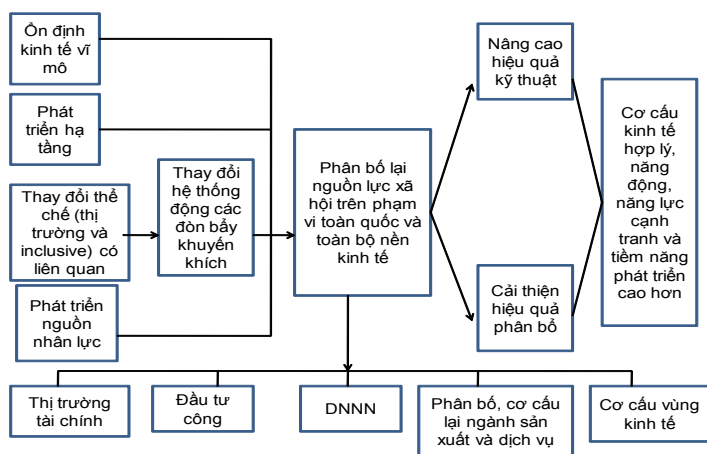 Ổn định
kinh tế vĩ
mô
Phát
triển hạ
tầng
Thay đổi thể
chế (thị
trường và
inclusive) có
liên quan
Phát triển
nguồn
nhân lực
Thay đổi
hệ thống
động các
đòn bẩy
khuyến
khích
Phân bố lại
nguồn lực xã
hội trên phạm
vi toàn quốc và
toàn bộ nền
kinh tế
Nâng cao
hiệu quả
kỹ thuật
Cải thiện
hiệu quả
phân bổ
Cơ cấu
kinh tế
hợp lý,
năng
động,
năng lực
cạnh
tranh và
tiềm năng
phát triển
cao hơn
Thị trường
tài chính
Đầu tư
công
DNNN
Phân bố, cơ cấu
lại ngành sản
xuất và dịch vụ
Cơ cấu vùng
kinh tế